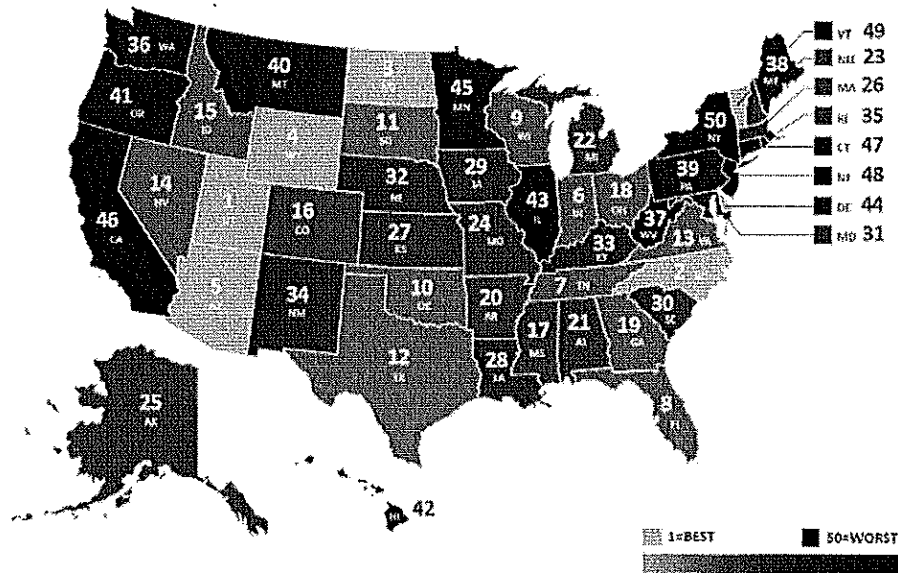 36 WA
40
MT
3
45
MN
38
ME
VT 49
NH 23
MA 26
RI 35
CT 47
NJ 48
DE 44
MD 31
41
OR
15
ID
4
11
SD
9
WI
22
50
NY
14
NV
1
UT
16
CO
32
NE
29
IA
43
IL
6
IN
18
OH
39
PA
46
CA
27
KS
24
MO
33
KY
37
WV
13
5
34
NM
10
OK
20
AR
7 TN
2
12
TX
28
LA
17
MS
21
AL
19
GA
30
SC
8
FL
25
AK
HI 42
1=BEST
50=WORST